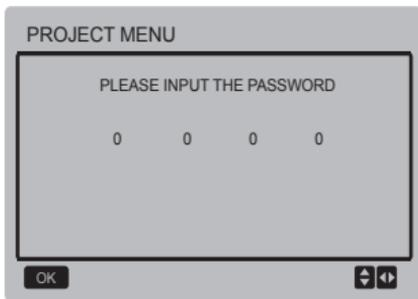 PROJECT MENU
PLEASE INPUT THE PASSWORD
0 0 0 0
OK